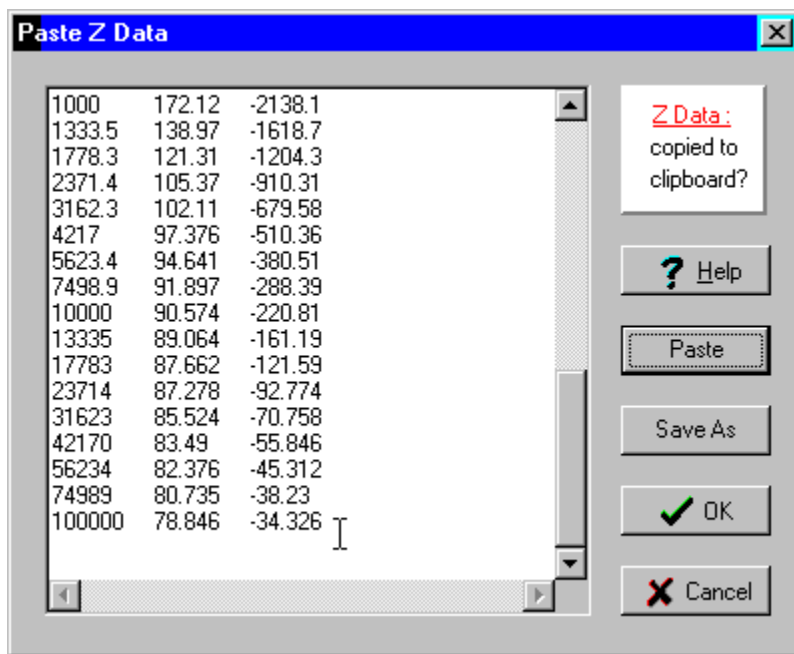 Paste Z Data
1000 172.12 -2138.1
1333.5 138.97 -1618.7
1778.3 121.31 -1204.3
2371.4 105.37 -910.31
3162.3 102.11 -679.58
4217 97.376 -510.36
5623.4 94.641 -380.51
7498.9 91.897 -288.39
10000 90.574 -220.81
13335 89.064 -161.19
17783 87.662 -121.59
23714 87.278 -92.774
31623 85.524 -70.758
42170 83.49 -55.846
56234 82.376 -45.312
74989 80.735 -38.23
100000 78.846 -34.326
Z Data :
copied to
clipboard?
Help
Paste
Save As
OK
Cancel